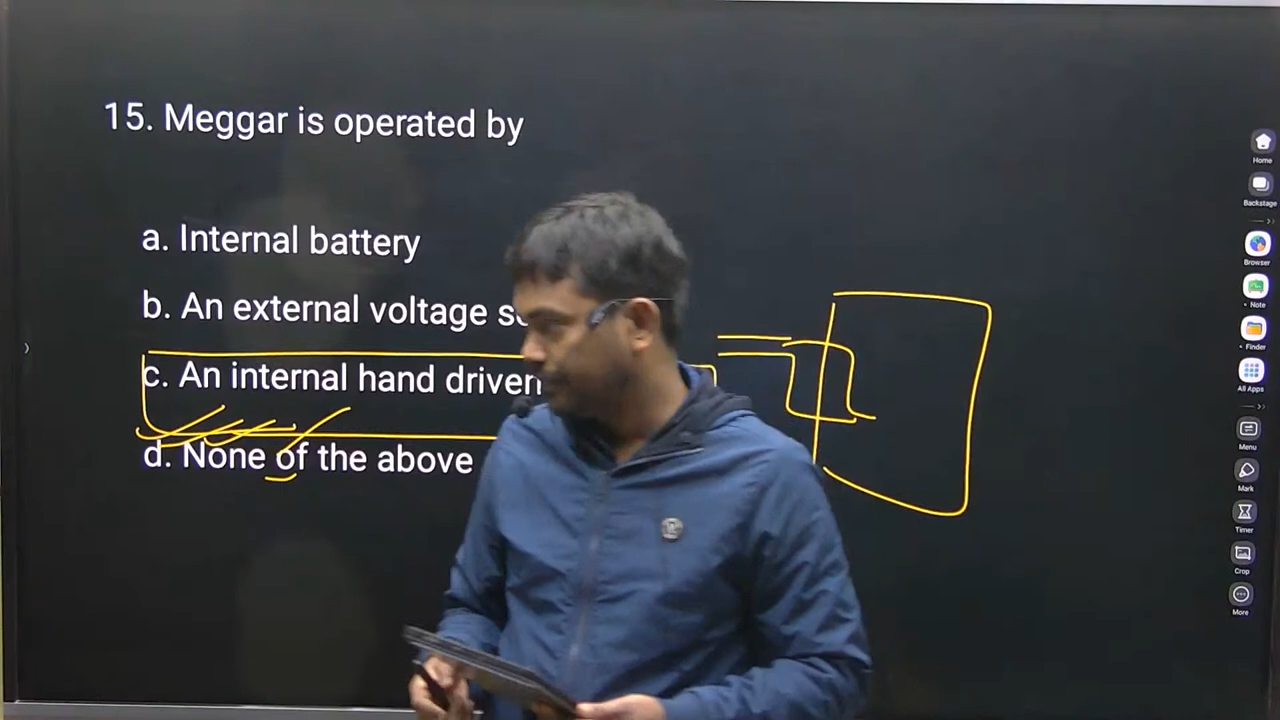 15. Meggar is operated by
a. Internal battery
b. An external voltage
c. An internal hand driven
d. None of the above
Home
Backstage
Browser
Note
Finder
All Apps
Menu
Mark
Timer
Crop
More